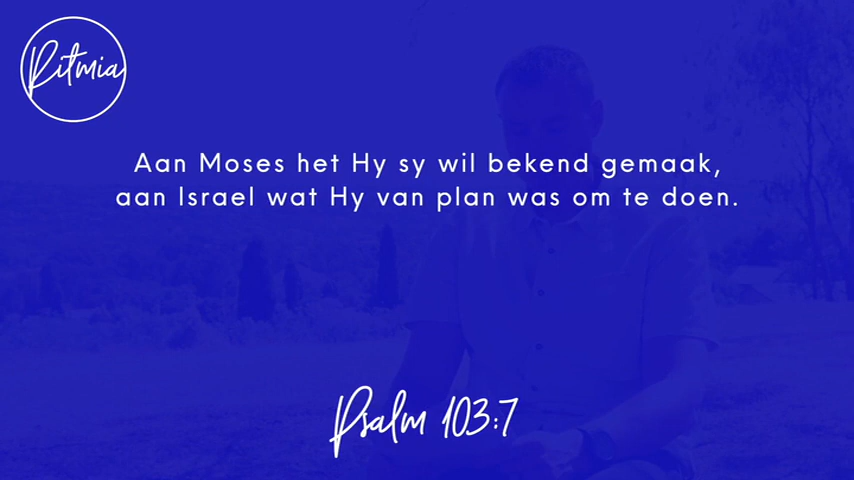 Ritmia
Aan Moses het Hy sy wil bekend gemaak,
aan Israel wat Hy van plan was om te doen.
Psalm 103:7